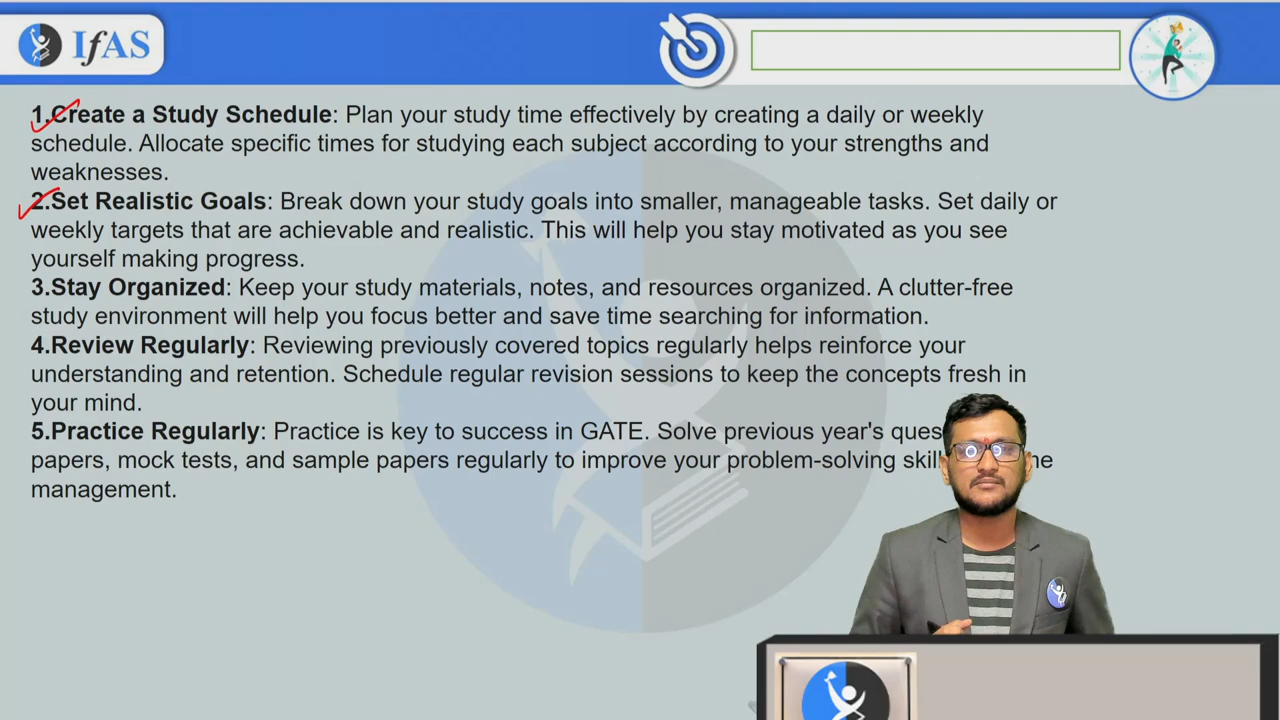 IfAS
1.Create a Study Schedule: Plan your study time effectively by creating a daily or weekly
schedule. Allocate specific times for studying each subject according to your strengths and
weaknesses.
2.Set Realistic Goals: Break down your study goals into smaller, manageable tasks. Set daily or
weekly targets that are achievable and realistic. This will help you stay motivated as you see
yourself making progress.
3.Stay Organized: Keep your study materials, notes, and resources organized. A clutter-free
study environment will help you focus better and save time searching for information.
4.Review Regularly: Reviewing previously covered topics regularly helps reinforce your
understanding and retention. Schedule regular revision sessions to keep the concepts fresh in
your mind.
5.Practice Regularly: Practice is key to success in GATE. Solve previous year's
papers, mock tests, and sample papers regularly to improve your problem-solving
management.